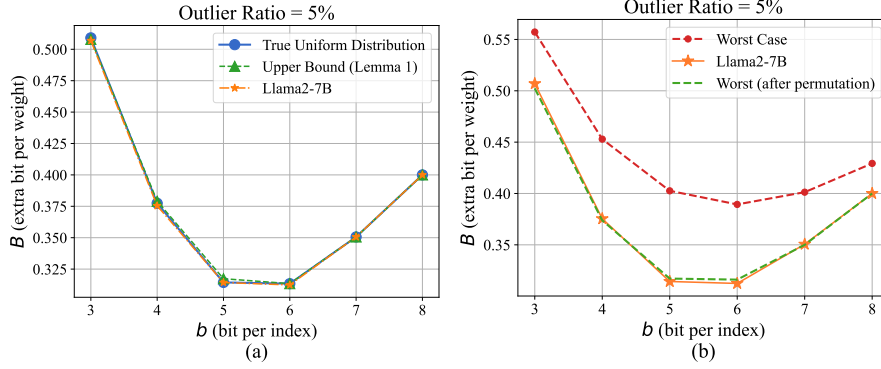 Outlier Ratio = 5%
B (extra bit per weight)
0.500
0.475
0.450
0.425
0.400
0.375
0.350
0.325
True Uniform Distribution
Upper Bound (Lemma 1)
Llama2-7B
3 4 5 6 7 8
b (bit per index)
(a)
Outlier Ratio = 5%
B (extra bit per weight)
0.55
0.50
0.45
0.40
0.35
Worst Case
Llama2-7B
Worst (after permutation)
3 4 5 6 7 8
b (bit per index)
(b)